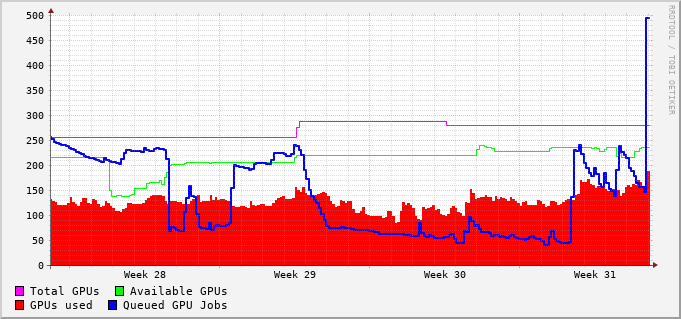 500
450
400
350
300
250
200
150
100
50
0
Week 28 Week 29 Week 30 Week 31
Total GPUs Available GPUs
GPUs used Queued GPU Jobs
RRDTOOL / TOBI OETIKER